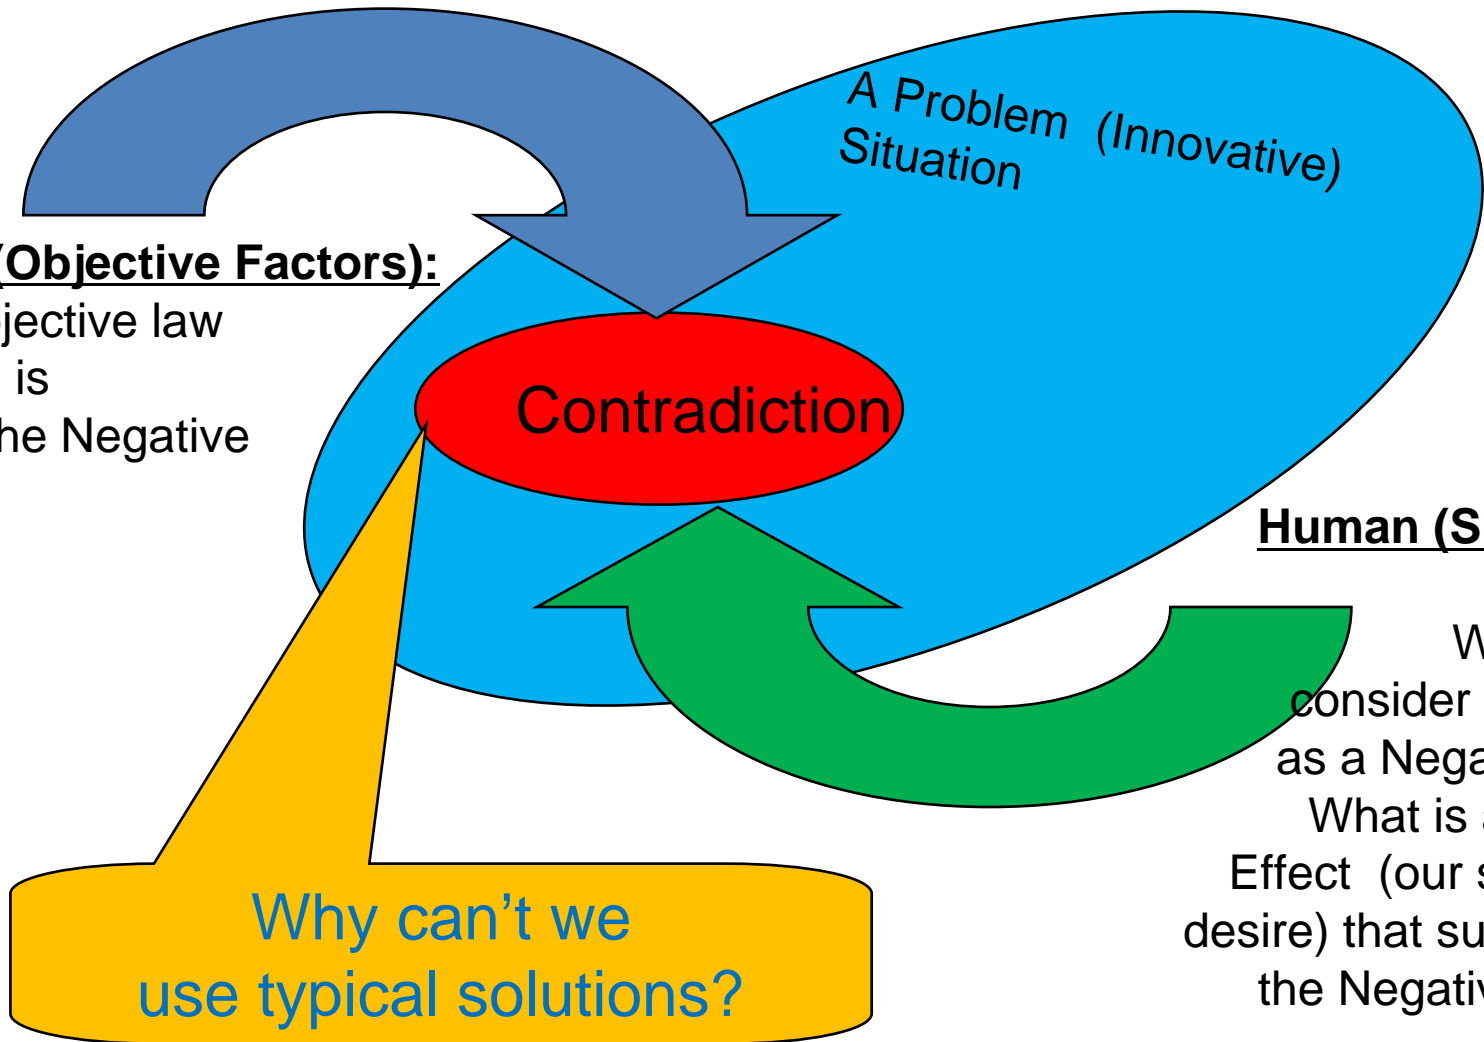 A Problem (Innovative)
Situation
(Objective Factors):
jective law
is
he Negative
Contradiction
Human (S
W
consider
as a Nega
What is
Effect (our s
desire) that su
the Negativ
Why can’t we
use typical solutions?